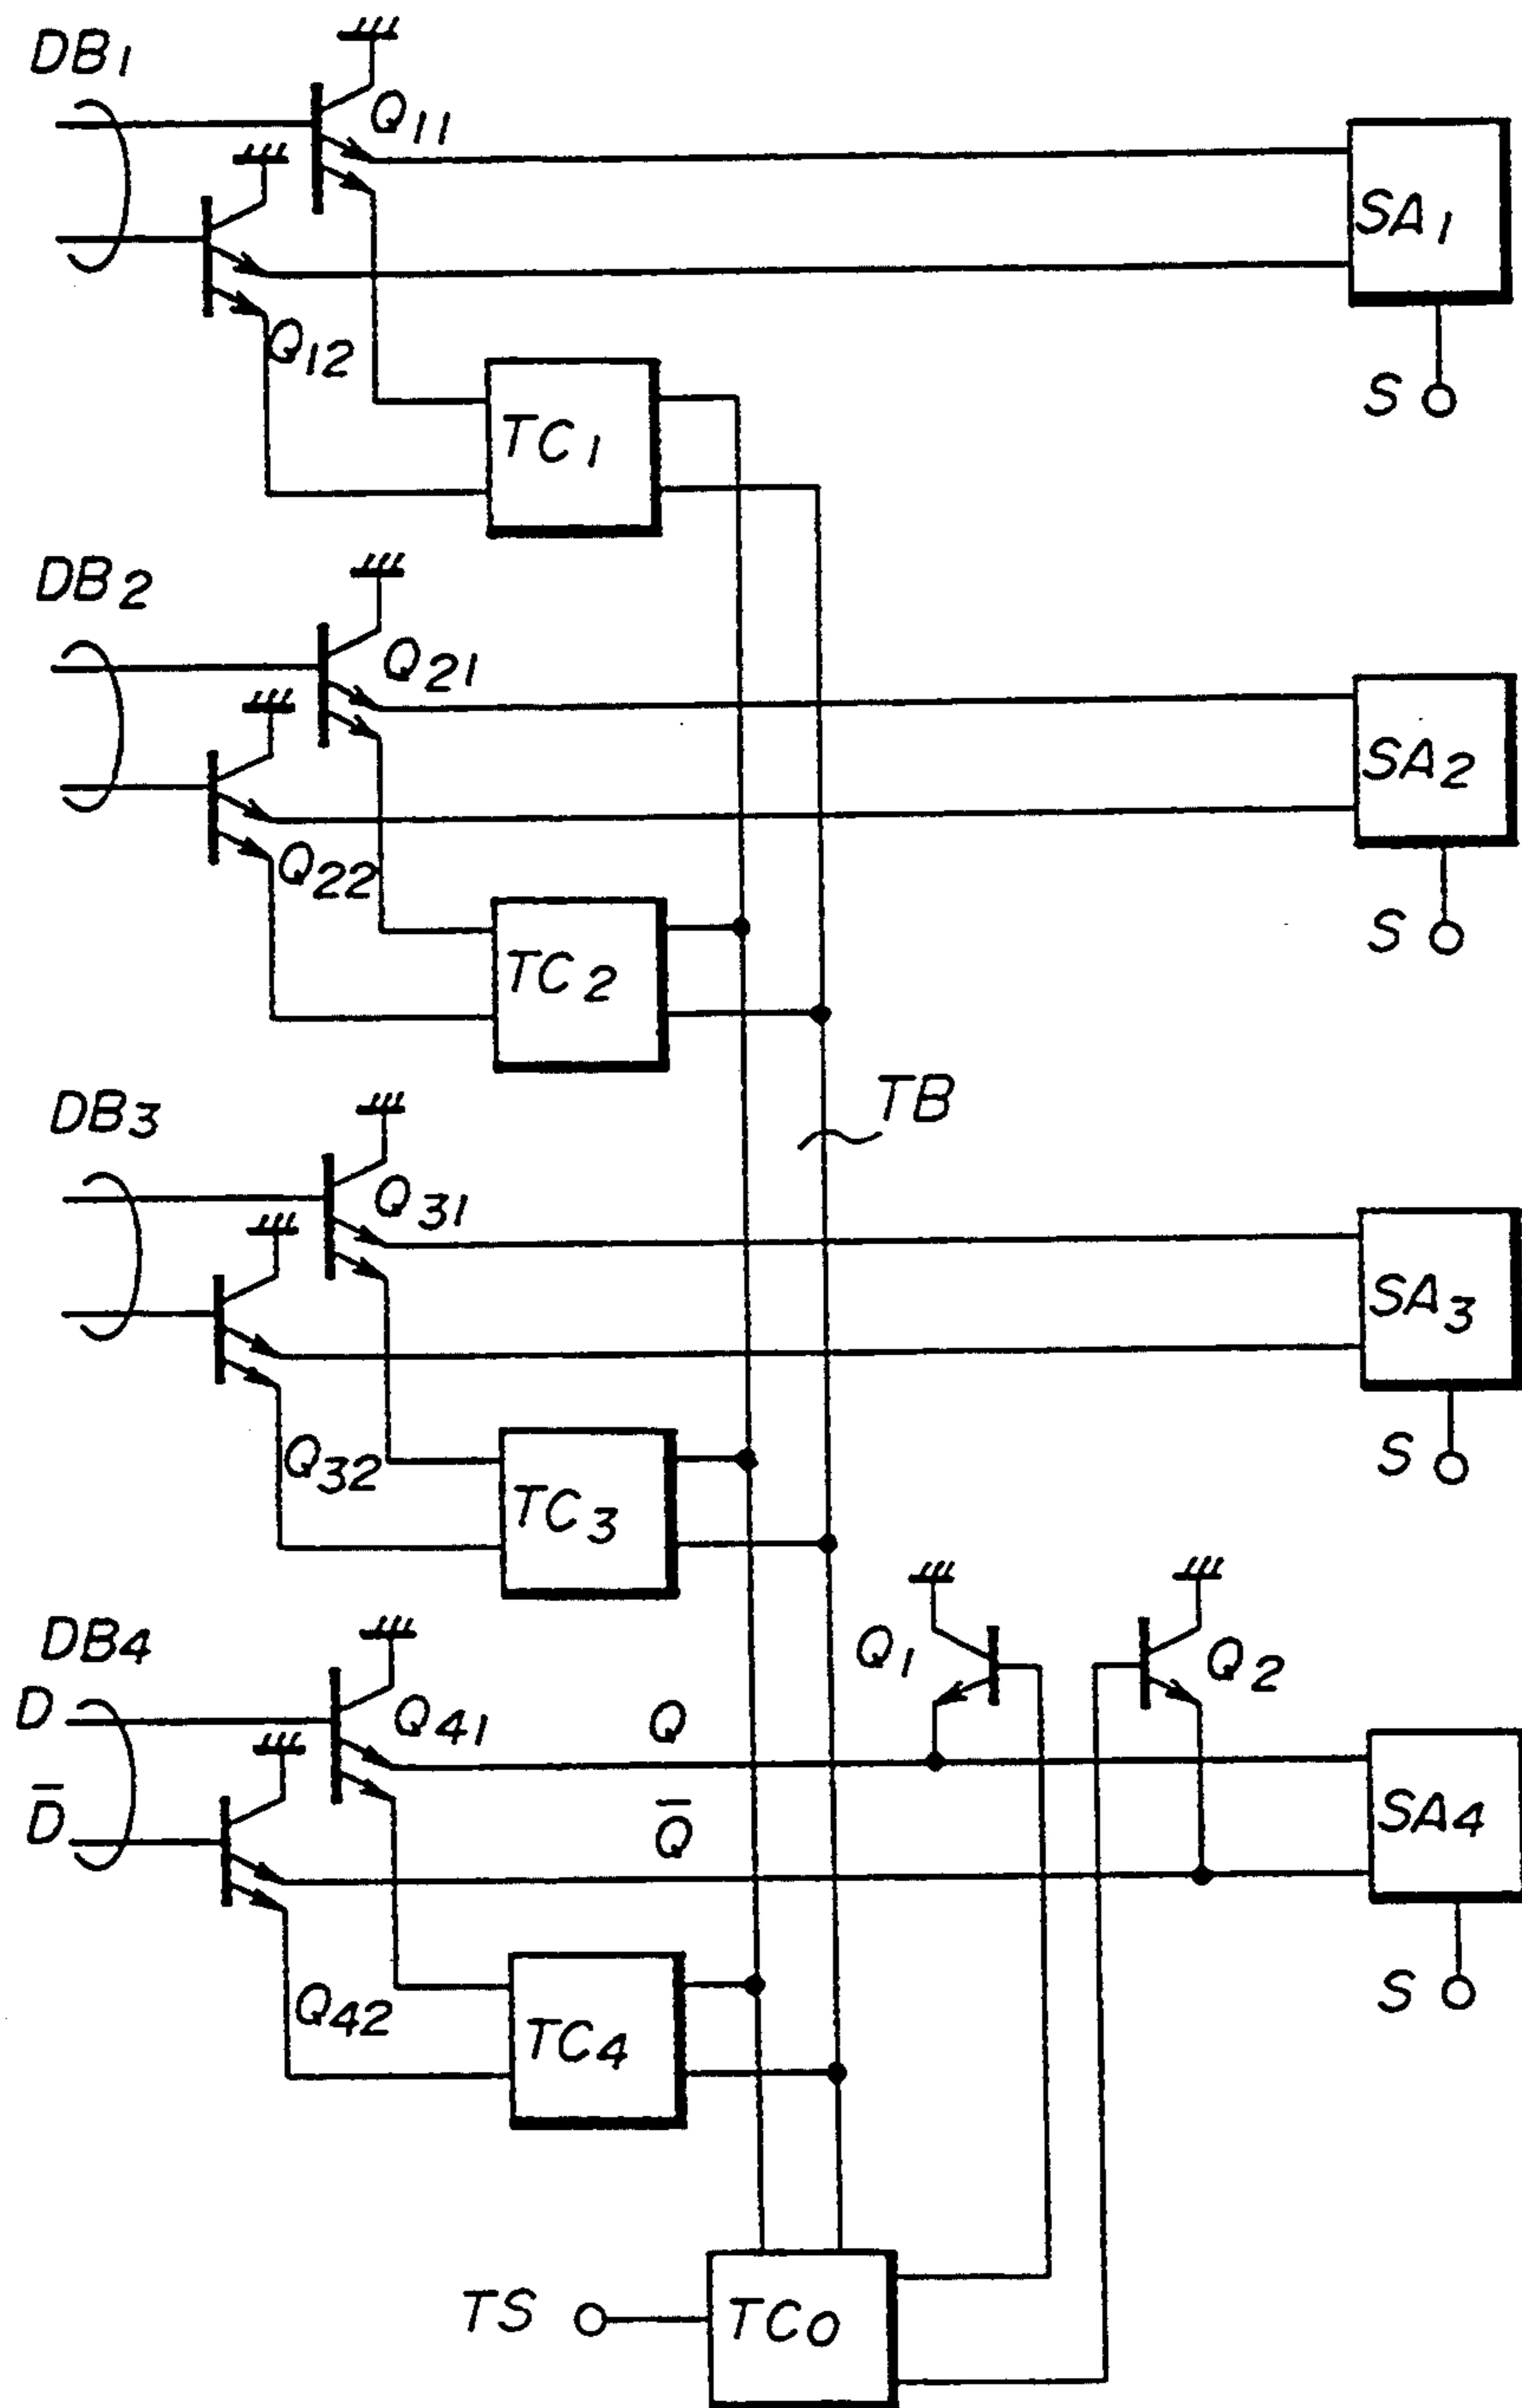 DB1
Q11
SA1
Q12
S
TC1
DB2
Q21
SA2
Q22
S
TC2
TB
DB3
Q31
SA3
Q32
S
TC3
DB4
Q1
Q2
D
Q41
Q
SA4
D̅
Q̅
Q42
S
TC4
TS
TC0